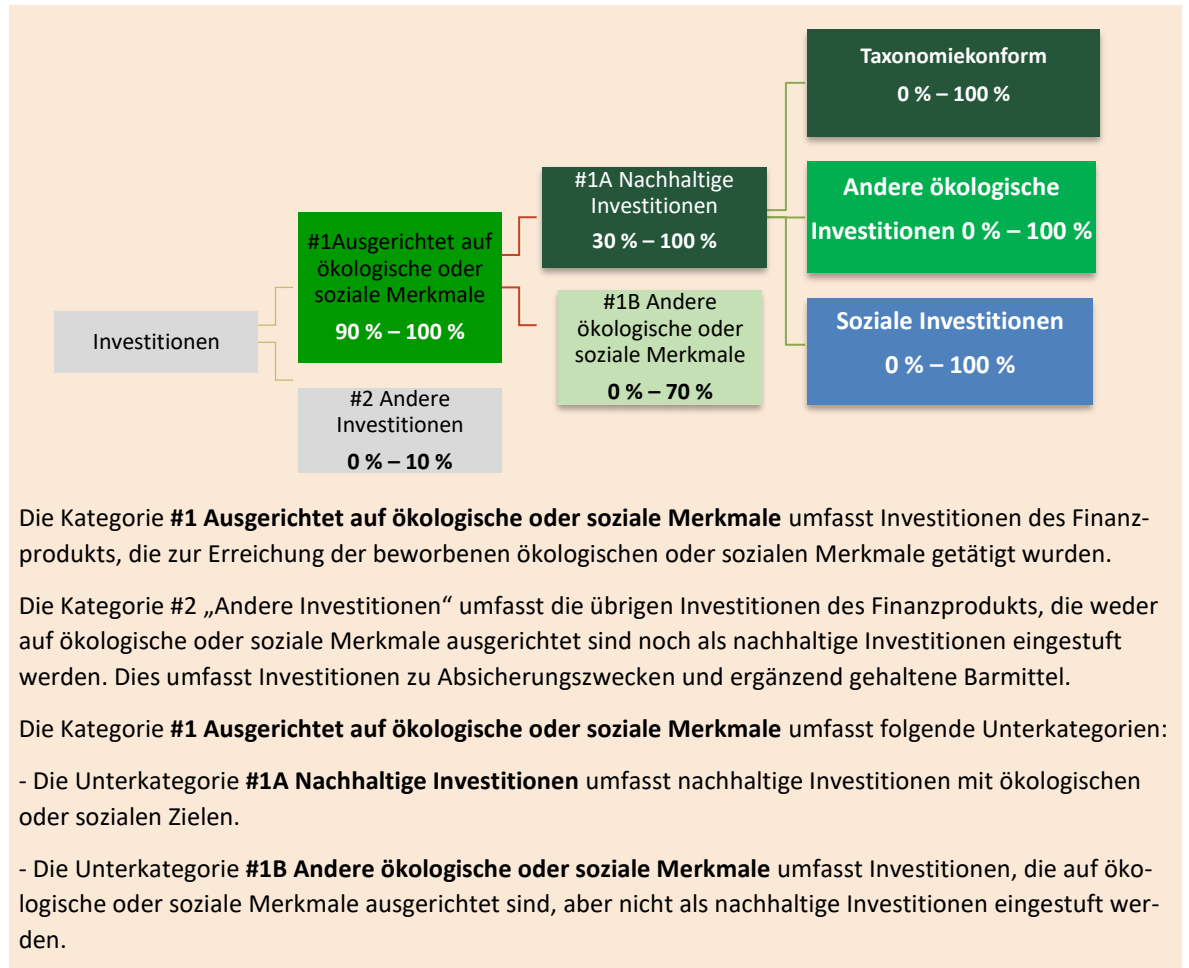 Taxonomiekonform
0 % – 100 %
#1A Nachhaltige
Investitionen
30 % – 100 %
Andere ökologische
Investitionen 0 % – 100 %
#1Ausgerichtet auf
ökologische oder
soziale Merkmale
90 % – 100 %
#1B Andere
ökologische oder
soziale Merkmale
0 % – 70 %
Soziale Investitionen
0 % – 100 %
Investitionen
#2 Andere
Investitionen
0 % – 10 %
Die Kategorie #1 Ausgerichtet auf ökologische oder soziale Merkmale umfasst Investitionen des Finanz-
produkts, die zur Erreichung der beworbenen ökologischen oder sozialen Merkmale getätigt wurden.
Die Kategorie #2 „Andere Investitionen“ umfasst die übrigen Investitionen des Finanzprodukts, die weder
auf ökologische oder soziale Merkmale ausgerichtet sind noch als nachhaltige Investitionen eingestuft
werden. Dies umfasst Investitionen zu Absicherungszwecken und ergänzend gehaltene Barmittel.
Die Kategorie #1 Ausgerichtet auf ökologische oder soziale Merkmale umfasst folgende Unterkategorien:
- Die Unterkategorie #1A Nachhaltige Investitionen umfasst nachhaltige Investitionen mit ökologischen
oder sozialen Zielen.
- Die Unterkategorie #1B Andere ökologische oder soziale Merkmale umfasst Investitionen, die auf öko-
logische oder soziale Merkmale ausgerichtet sind, aber nicht als nachhaltige Investitionen eingestuft wer-
den.